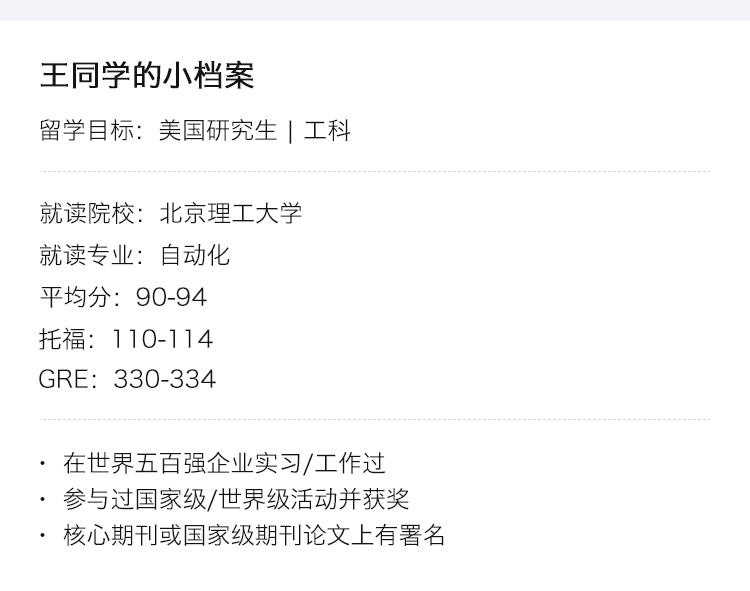 王同学的小档案
留学目标：美国研究生 | 工科
就读院校：北京理工大学
就读专业：自动化
平均分：90-94
托福：110-114
GRE：330-334
· 在世界五百强企业实习/工作过
· 参与过国家级/世界级活动并获奖
· 核心期刊或国家级期刊论文上有署名